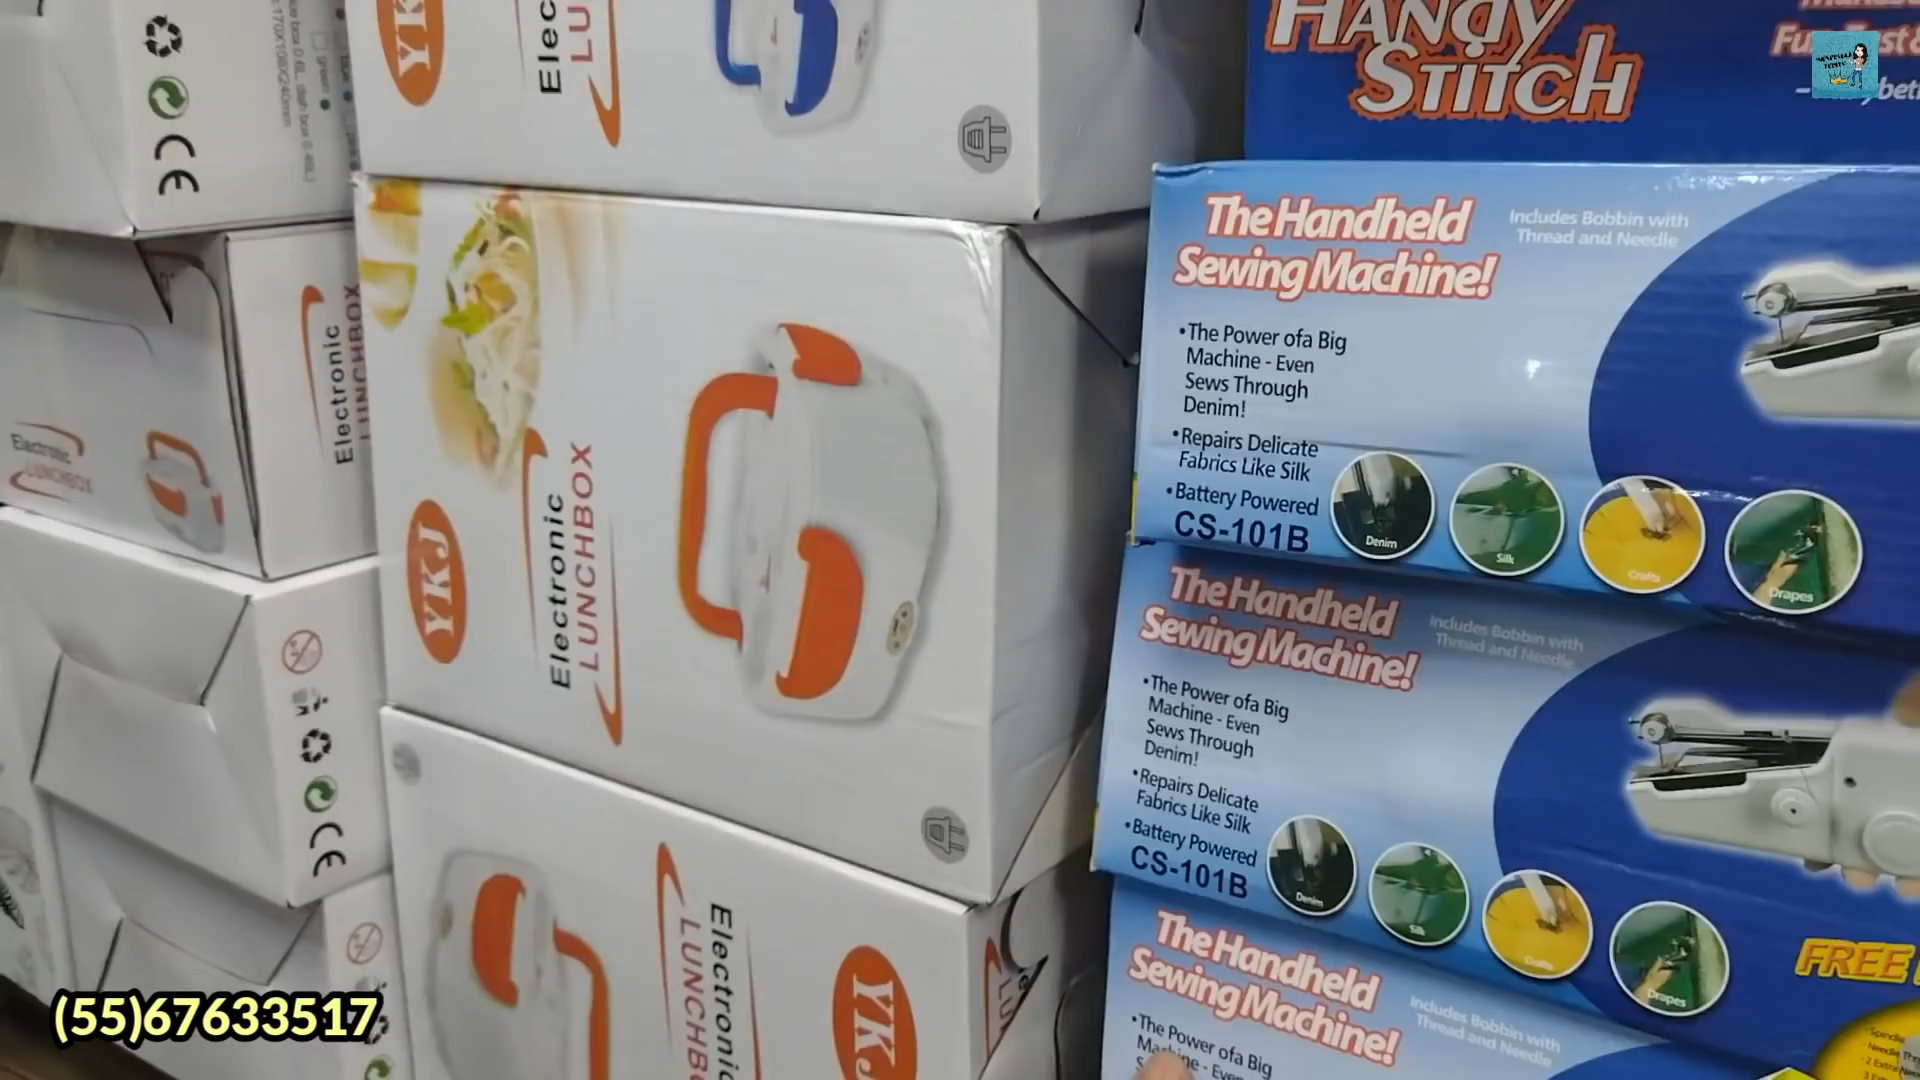 YKJ
Elec
LU
HANDY
STITCH
CE
The Handheld
Sewing Machine!
Includes Bobbin with
Thread and Needle
•The Power ofa Big
Machine - Even
Sews Through
Denim!
•Repairs Delicate
Fabrics Like Silk
•Battery Powered
CS-101B
Denim
Silk
Crafts
Drapes
Electronic
LUNCHBOX
Electronic
LUNCHBOX
YKJ
Electronic
LUNCHBOX
The Handheld
Sewing Machine!
Includes Bobbin with
Thread and Needle
•The Power ofa Big
Machine - Even
Sews Through
Denim!
•Repairs Delicate
Fabrics Like Silk
•Battery Powered
CS-101B
Denim
Silk
Crafts
Drapes
FREE
CE
Electronic
LUNCHB
YKJ
The Handheld
Sewing Machine!
Includes Bobbin with
Thread and Needle
•The Power ofa Big
Machine - Even
(55)67633517